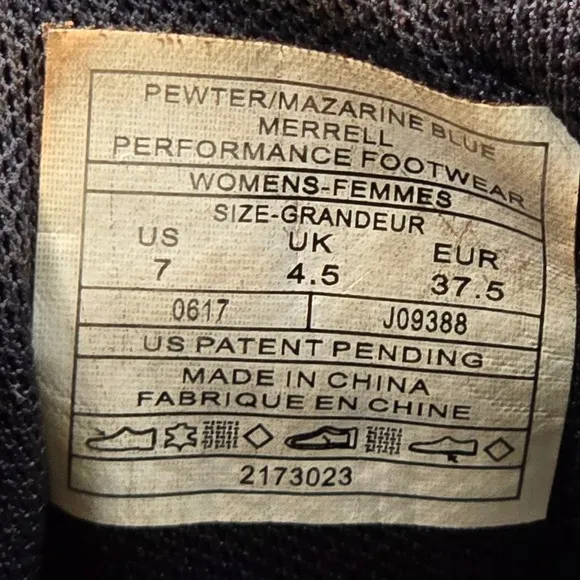 PEWTER/MAZARINE BLUE
MERRELL
PERFORMANCE FOOTWEAR
WOMENS-FEMMES
SIZE-GRANDEUR
US UK EUR
7 4.5 37.5
0617 J09388
US PATENT PENDING
MADE IN CHINA
FABRIQUE EN CHINE
2173023